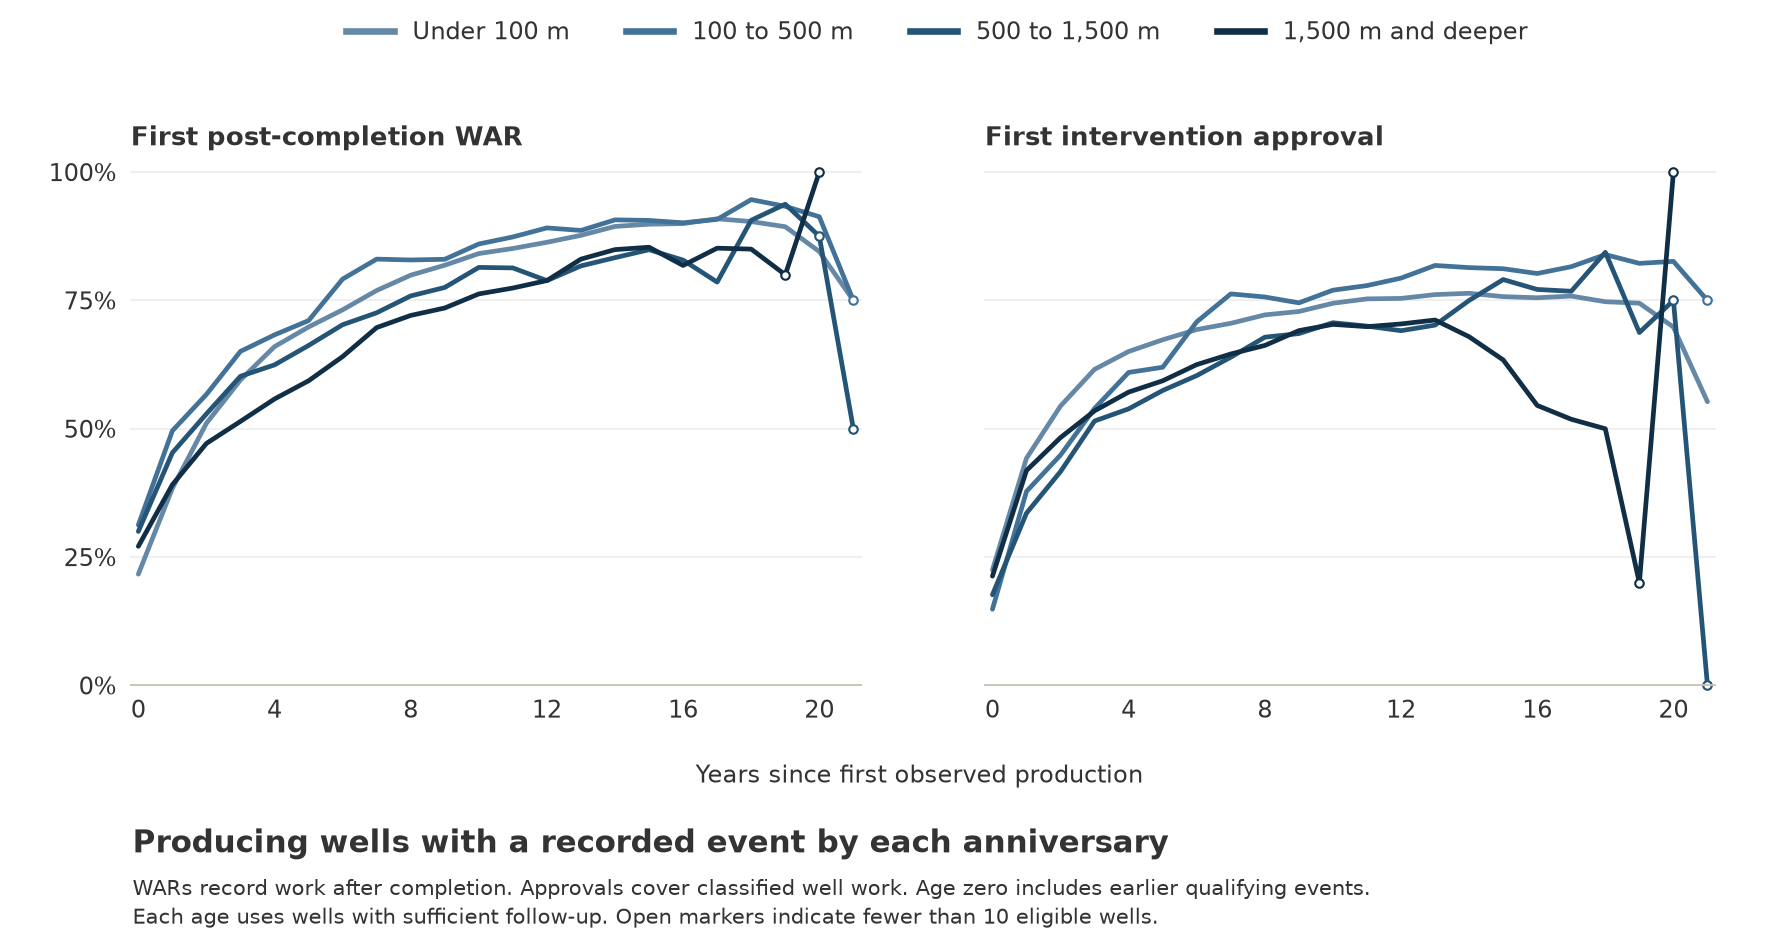 Under 100 m 100 to 500 m 500 to 1,500 m 1,500 m and deeper
First post-completion WAR First intervention approval
100%
75%
50%
25%
0%
0 4 8 12 16 20 0 4 8 12 16 20
Years since first observed production
Producing wells with a recorded event by each anniversary
WARs record work after completion. Approvals cover classified well work. Age zero includes earlier qualifying events.
Each age uses wells with sufficient follow-up. Open markers indicate fewer than 10 eligible wells.